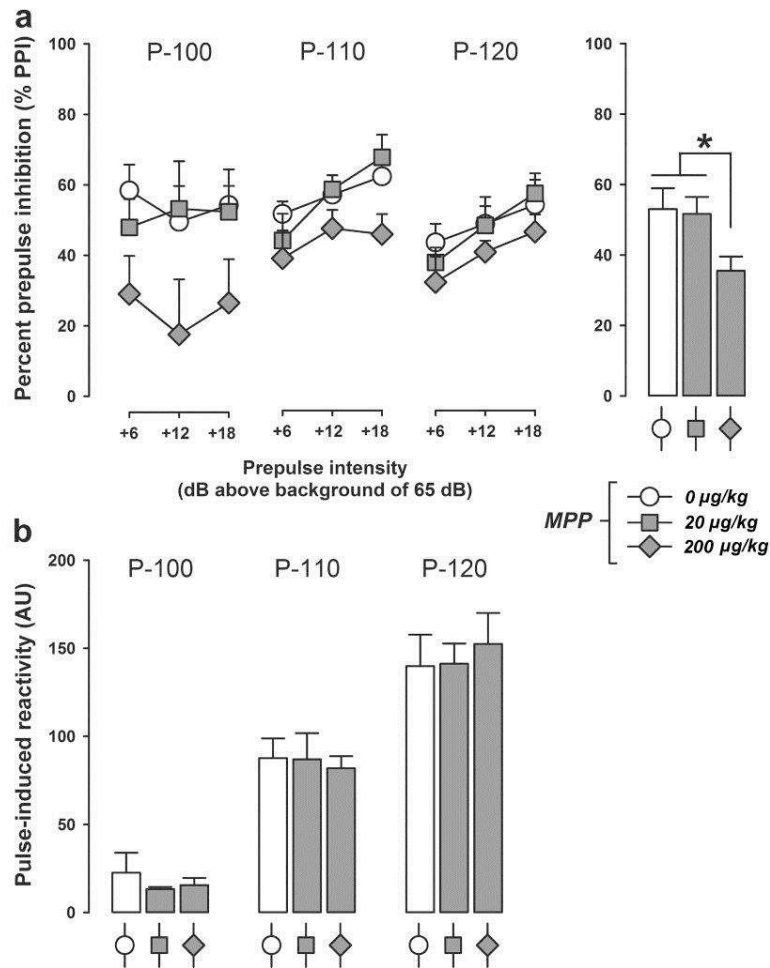 a
Percent prepulse inhibition (% PPI)
P-100 P-110 P-120
100 100
80 80
*
60 60
40 40
20 20
0 0
+6 +12 +18 +6 +12 +18 +6 +12 +18
Prepulse intensity
(dB above background of 65 dB)
MPP
0 µg/kg
20 µg/kg
200 µg/kg
b
Pulse-induced reactivity (AU)
200
P-100 P-110 P-120
150
100
50
0